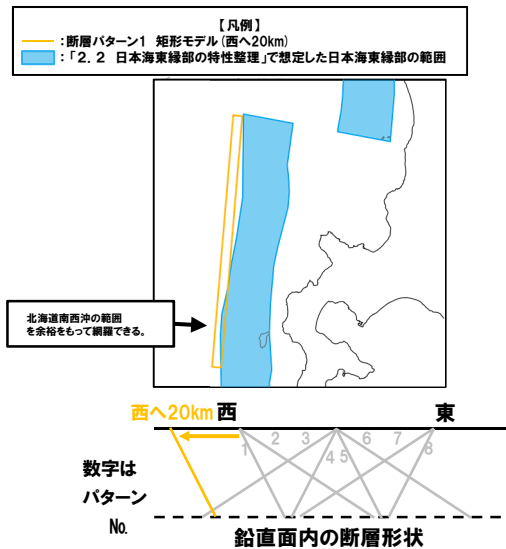 【凡例】
:断層パターン1 矩形モデル(西へ20km)
:「2.2 日本海東縁部の特性整理」で想定した日本海東縁部の範囲
北海道南西沖の範囲
を余裕をもって網羅できる。
西へ20km 西 東
1 2 3 4 5 6 7 8
数字は
パターン
No.
鉛直面内の断層形状